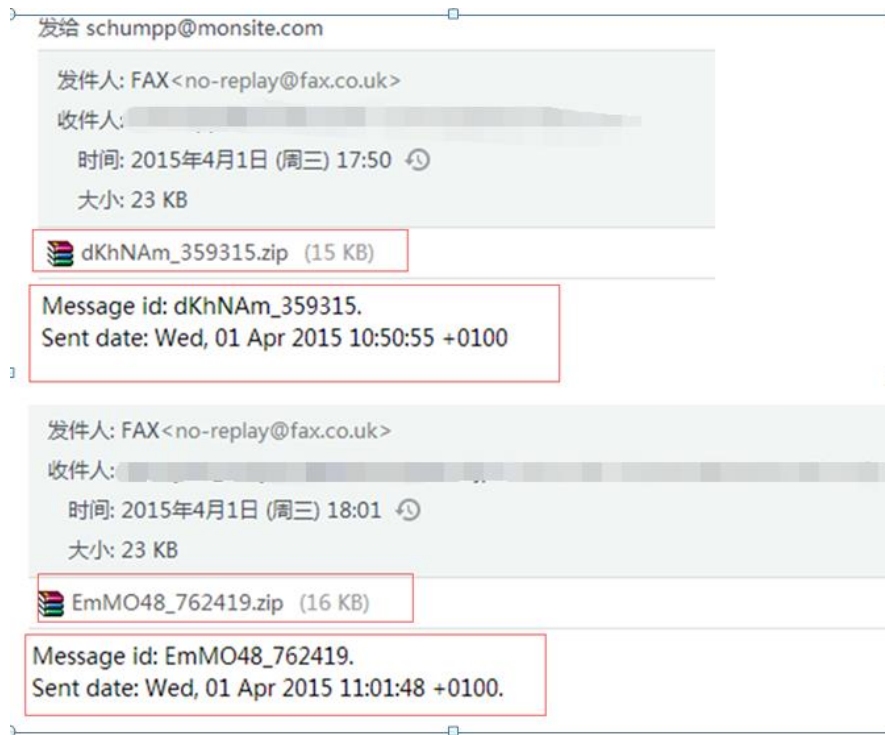 发给 schumpp@monsite.com
发件人: FAX<no-replay@fax.co.uk>
收件人:
时间: 2015年4月1日 (周三) 17:50
大小: 23 KB
dKhNAm_359315.zip (15 KB)
Message id: dKhNAm_359315.
Sent date: Wed, 01 Apr 2015 10:50:55 +0100
发件人: FAX<no-replay@fax.co.uk>
收件人:
时间: 2015年4月1日 (周三) 18:01
大小: 23 KB
EmMO48_762419.zip (16 KB)
Message id: EmMO48_762419.
Sent date: Wed, 01 Apr 2015 11:01:48 +0100.